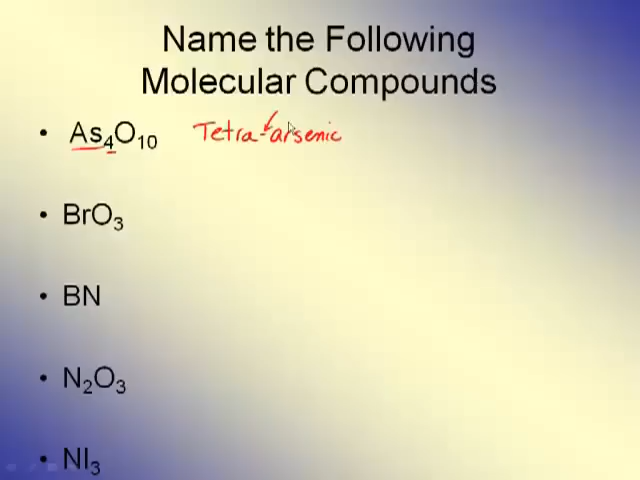 Name the Following
Molecular Compounds
• As₄O₁₀ Tetra-arsenic
• BrO₃
• BN
• N₂O₃
• NI₃